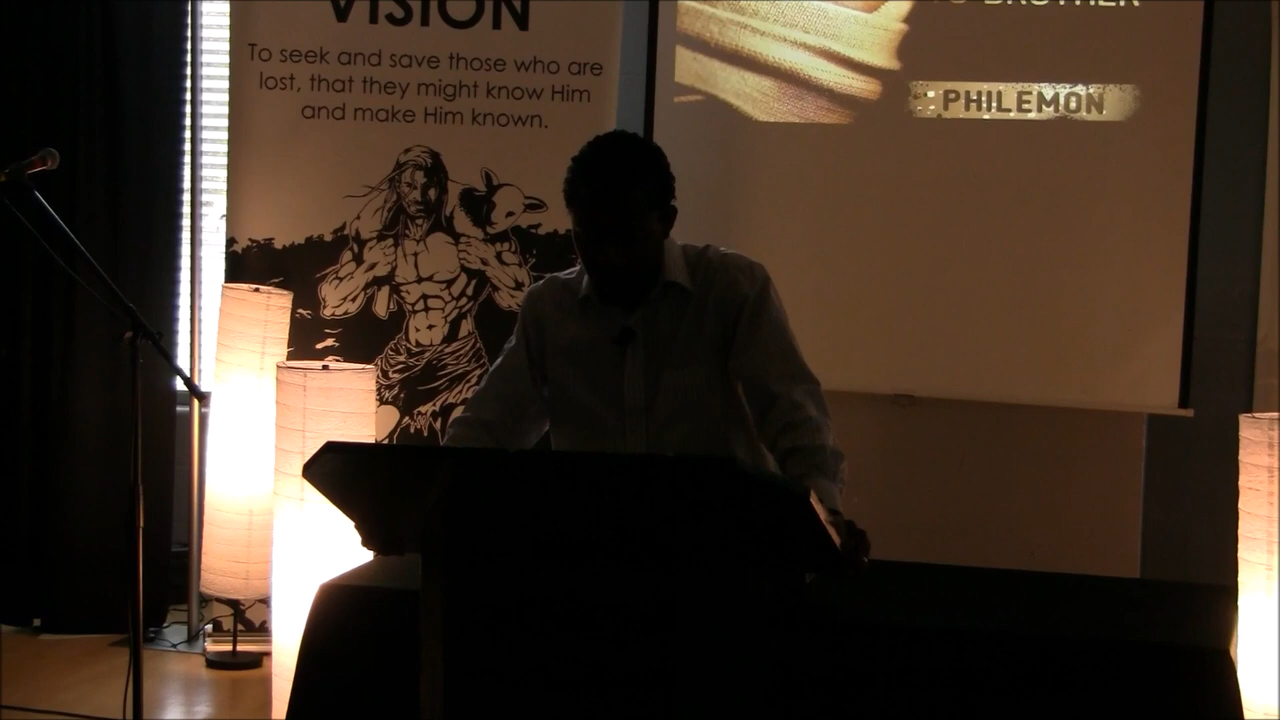 VISION
To seek and save those who are
lost, that they might know Him
and make Him known.
BROTHER
PHILEMON